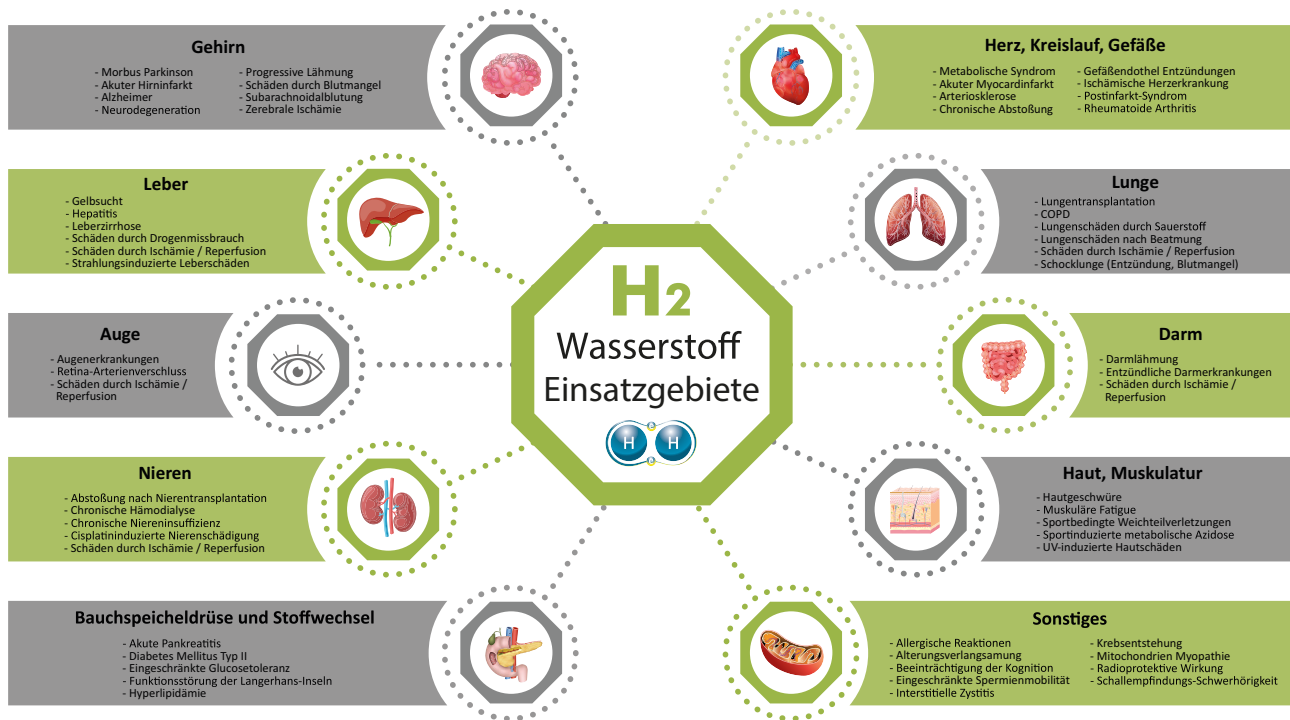 Gehirn
- Morbus Parkinson
- Akuter Hirninfarkt
- Alzheimer
- Neurodegeneration
- Progressive Lähmung
- Schäden durch Blutmangel
- Subarachnoidalblutung
- Zerebrale Ischämie
Herz, Kreislauf, Gefäße
- Metabolische Syndrom
- Akuter Myocardinfarkt
- Arteriosklerose
- Chronische Abstoßung
- Gefäßendothel Entzündungen
- Ischämische Herzerkrankung
- Postinfarkt-Syndrom
- Rheumatoide Arthritis
Leber
- Gelbsucht
- Hepatitis
- Leberzirrhose
- Schäden durch Drogenmissbrauch
- Schäden durch Ischämie / Reperfusion
- Strahlungsinduzierte Leberschäden
Lunge
- Lungentransplantation
- COPD
- Lungenschäden durch Sauerstoff
- Lungenschäden nach Beatmung
- Schäden durch Ischämie / Reperfusion
- Schocklunge (Entzündung, Blutmangel)
H2
Wasserstoff
Einsatzgebiete
H H
Auge
- Augenerkrankungen
- Retina-Arterienverschluss
- Schäden durch Ischämie /
Reperfusion
Darm
- Darmlähmung
- Entzündliche Darmerkrankungen
- Schäden durch Ischämie /
Reperfusion
Nieren
- Abstoßung nach Nierentransplantation
- Chronische Hämodialyse
- Chronische Niereninsuffizienz
- Cisplatininduzierte Nierenschädigung
- Schäden durch Ischämie / Reperfusion
Haut, Muskulatur
- Hautgeschwüre
- Muskuläre Fatigue
- Sportbedingte Weichteilverletzungen
- Sportinduzierte metabolische Azidose
- UV-induzierte Hautschäden
Bauchspeicheldrüse und Stoffwechsel
- Akute Pankreatitis
- Diabetes Mellitus Typ II
- Eingeschränkte Glucosetoleranz
- Funktionsstörung der Langerhans-Inseln
- Hyperlipidämie
Sonstiges
- Allergische Reaktionen
- Alterungsverlangsamung
- Beeinträchtigung der Kognition
- Eingeschränkte Spermienmobilität
- Interstitielle Zystitis
- Krebsentstehung
- Mitochondrien Myopathie
- Radioprotektive Wirkung
- Schallempfindungs-Schwerhörigkeit